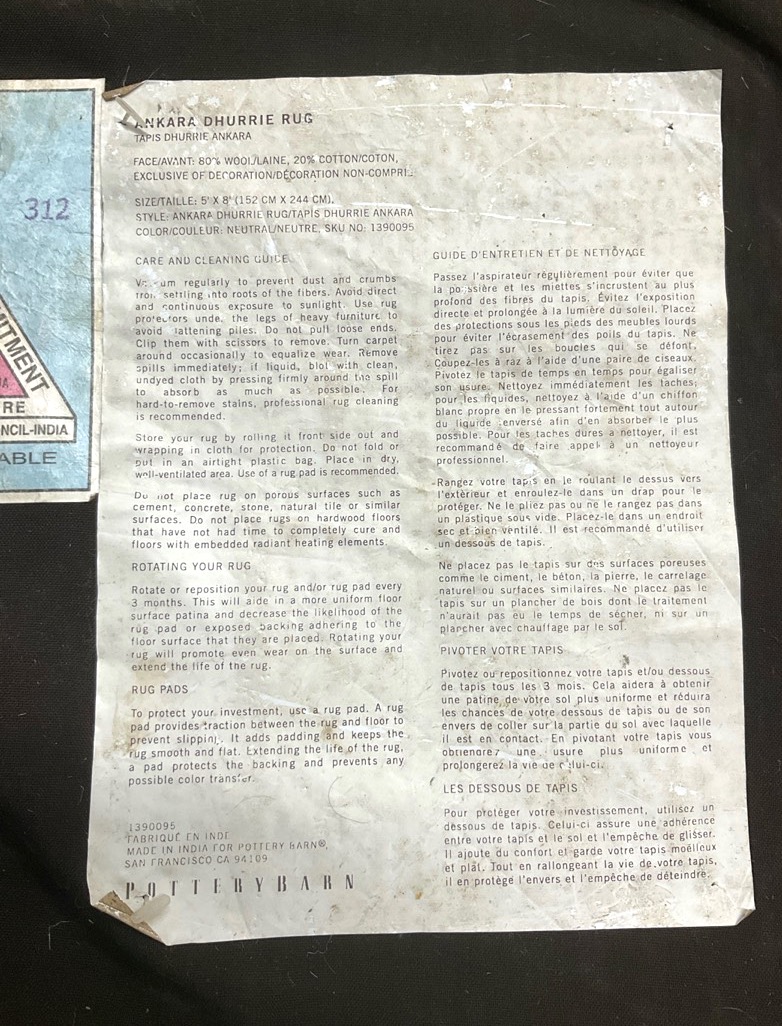 312
MITMENT
RE
NCIL-INDIA
ABLE
ANKARA DHURRIE RUG
TAPIS DHURRIE ANKARA
FACE/AVANT: 80% WOOL/LAINE, 20% COTTON/COTON,
EXCLUSIVE OF DECORATION/DÉCORATION NON-COMPRI
SIZE/TAILLE: 5' X 8' (152 CM X 244 CM),
STYLE: ANKARA DHURRIE RUG/TAPIS DHURRIE ANKARA
COLOR/COULEUR: NEUTRAL/NEUTRE, SKU NO: 1390095
CARE AND CLEANING GUIDE
Vacuum regularly to prevent dust and crumbs
from settling into roots of the fibers. Avoid direct
and continuous exposure to sunlight. Use rug
protectors under the legs of heavy furniture to
avoid flattening piles. Do not pull loose ends.
Clip them with scissors to remove. Turn carpet
around occasionally to equalize wear. Remove
spills immediately; if liquid, blot with clean,
undyed cloth by pressing firmly around the spill
to absorb as much as possible. For
hard-to-remove stains, professional rug cleaning
is recommended.
Store your rug by rolling it front side out and
wrapping in cloth for protection. Do not fold or
put in an airtight plastic bag. Place in dry,
well-ventilated area. Use of a rug pad is recommended.
Do not place rug on porous surfaces such as
cement, concrete, stone, natural tile or similar
surfaces. Do not place rugs on hardwood floors
that have not had time to completely cure and
floors with embedded radiant heating elements.
ROTATING YOUR RUG
Rotate or reposition your rug and/or rug pad every
3 months. This will aide in a more uniform floor
surface patina and decrease the likelihood of the
rug pad or exposed backing adhering to the
floor surface that they are placed. Rotating your
rug will promote even wear on the surface and
extend the life of the rug.
RUG PADS
To protect your investment, use a rug pad. A rug
pad provides traction between the rug and floor to
prevent slipping. It adds padding and keeps the
rug smooth and flat. Extending the life of the rug,
a pad protects the backing and prevents any
possible color transfer.
1390095
FABRIQUÉ EN INDE
MADE IN INDIA FOR POTTERY BARN®,
SAN FRANCISCO CA 94109
POTTERYBARN
GUIDE D'ENTRETIEN ET DE NETTOYAGE
Passez l'aspirateur régulièrement pour éviter que
la poussière et les miettes s'incrustent au plus
profond des fibres du tapis. Évitez l'exposition
directe et prolongée à la lumière du soleil. Placez
des protections sous les pieds des meubles lourds
pour éviter l'écrasement des poils du tapis. Ne
tirez pas sur les boucles qui se défont.
Coupez-les à raz à l'aide d'une paire de ciseaux.
Pivotez le tapis de temps en temps pour égaliser
son usure. Nettoyez immédiatement les taches;
pour les liquides, nettoyez à l'aide d'un chiffon
blanc propre en le pressant fortement tout autour
du liquide renversé afin d'en absorber le plus
possible. Pour les taches dures a nettoyer, il est
recommandé de faire appel à un nettoyeur
professionnel.
Rangez votre tapis en le roulant le dessus vers
l'extérieur et enroulez-le dans un drap pour le
protéger. Ne le pliez pas ou ne le rangez pas dans
un plastique sous vide. Placez-le dans un endroit
sec et bien ventilé. Il est recommandé d'utiliser
un dessous de tapis.
Ne placez pas le tapis sur des surfaces poreuses
comme le ciment, le béton, la pierre, le carrelage
naturel ou surfaces similaires. Ne placez pas le
tapis sur un plancher de bois dont le traitement
n'aurait pas eu le temps de sécher, ni sur un
plancher avec chauffage par le sol.
PIVOTER VOTRE TAPIS
Pivotez ou repositionnez votre tapis et/ou dessous
de tapis tous les 3 mois. Cela aidera à obtenir
une patine de votre sol plus uniforme et réduira
les chances de votre dessous de tapis ou de son
envers de coller sur la partie du sol avec laquelle
il est en contact. En pivotant votre tapis vous
obtiendrez une usure plus uniforme et
prolongerez la vie de celui-ci.
LES DESSOUS DE TAPIS
Pour protéger votre investissement, utilisez un
dessous de tapis. Celui-ci assure une adhérence
entre votre tapis et le sol et l'empêche de glisser.
Il ajoute du confort et garde votre tapis moëlleux
et plat. Tout en rallongeant la vie de votre tapis,
il en protège l'envers et l'empêche de déteindre.